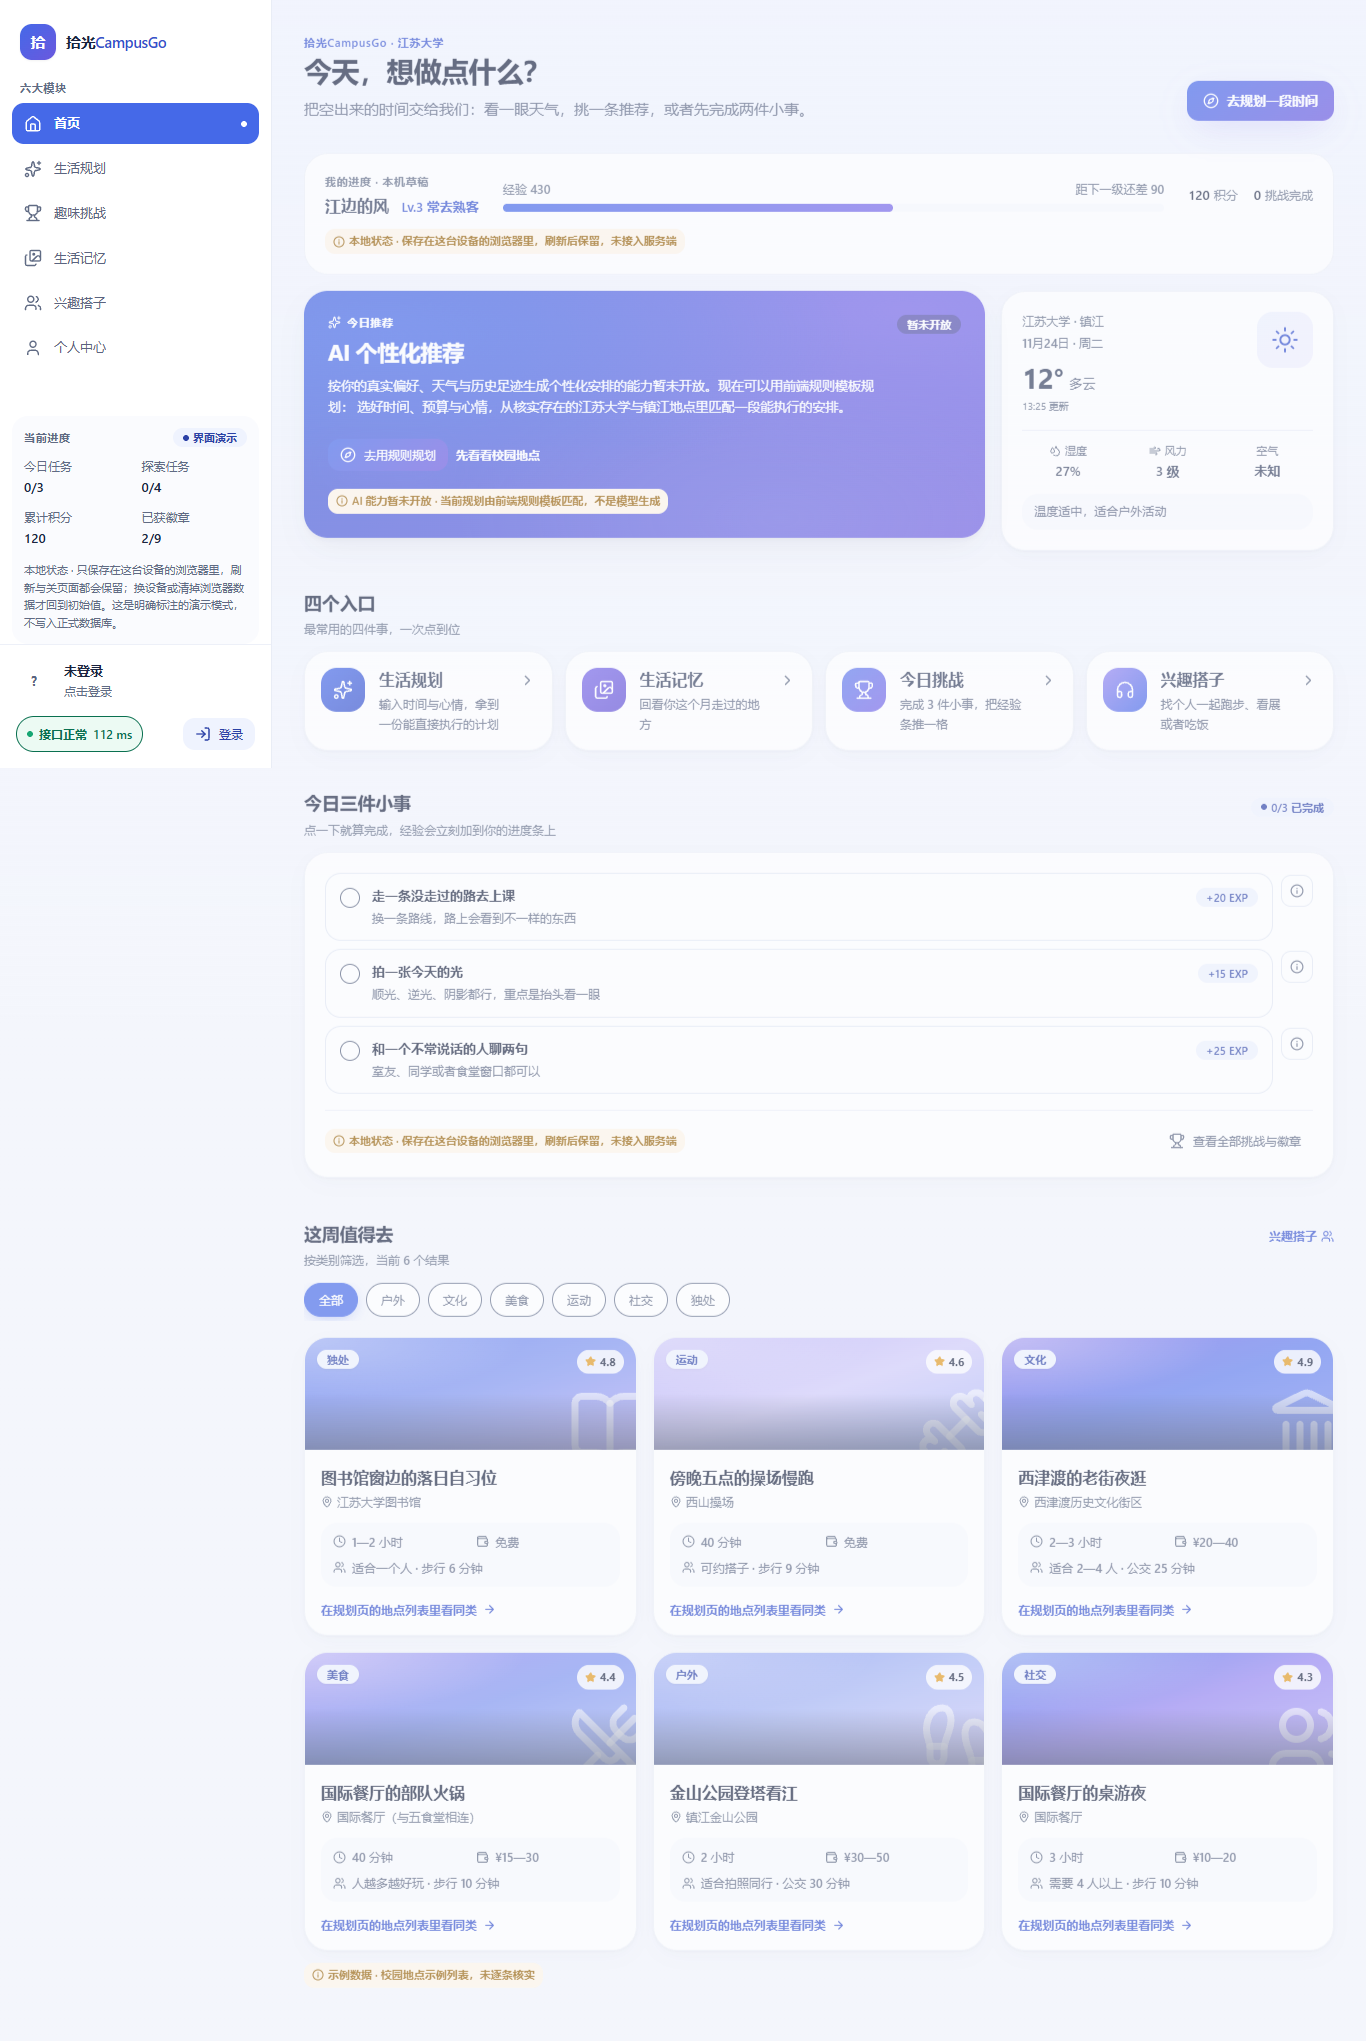 拾 拾光CampusGo
六大模块
首页
生活规划
趣味挑战
生活记忆
兴趣搭子
个人中心
当前进度 界面演示
今日任务 探索任务
0/3 0/4
累计积分 已获徽章
120 2/9
本地状态 · 只保存在这台设备的浏览器里，刷
新与关页面都会保留；换设备或清掉浏览器数
据才回到初始值。这是明确标注的演示模式，
不写入正式数据库。
? 未登录
点击登录
接口正常 112 ms 登录
拾光CampusGo · 江苏大学
今天，想做点什么？
把空出来的时间交给我们：看一眼天气，挑一条推荐，或者先完成两件小事。
去规划一段时间
我的进度 · 本机草稿
江边的风 Lv.3 常去熟客
经验 430 距下一级还差 90
120 积分 0 挑战完成
本地状态 · 保存在这台设备的浏览器里，刷新后保留，未接入服务端
今日推荐 暂未开放
AI 个性化推荐
按你的真实偏好、天气与历史足迹生成个性化安排的能力暂未开放。现在可以用前端规则模板规
划： 选好时间、预算与心情，从核实存在的江苏大学与镇江地点里匹配一段能执行的安排。
去用规则规划 先看看校园地点
AI 能力暂未开放 · 当前规划由前端规则模板匹配，不是模型生成
江苏大学 · 镇江
11月24日 · 周二
12° 多云
13:25 更新
湿度 风力 空气
27% 3 级 未知
温度适中，适合户外活动
四个入口
最常用的四件事，一次点到位
生活规划
输入时间与心情，拿到
一份能直接执行的计划
生活记忆
回看你这个月走过的地
方
今日挑战
完成 3 件小事，把经验
条推一格
兴趣搭子
找个人一起跑步、看展
或者吃饭
今日三件小事
点一下就算完成，经验会立刻加到你的进度条上
0/3 已完成
走一条没走过的路去上课
换一条路线，路上会看到不一样的东西
+20 EXP
拍一张今天的光
顺光、逆光、阴影都行，重点是抬头看一眼
+15 EXP
和一个不常说话的人聊两句
室友、同学或者食堂窗口都可以
+25 EXP
本地状态 · 保存在这台设备的浏览器里，刷新后保留，未接入服务端
查看全部挑战与徽章
这周值得去
按类别筛选，当前 6 个结果
兴趣搭子
全部 户外 文化 美食 运动 社交 独处
独处 4.8
图书馆窗边的落日自习位
江苏大学图书馆
1—2 小时 免费
适合一个人 · 步行 6 分钟
在规划页的地点列表里看同类
运动 4.6
傍晚五点的操场慢跑
西山操场
40 分钟 免费
可约搭子 · 步行 9 分钟
在规划页的地点列表里看同类
文化 4.9
西津渡的老街夜逛
西津渡历史文化街区
2—3 小时 ¥20—40
适合 2—4 人 · 公交 25 分钟
在规划页的地点列表里看同类
美食 4.4
国际餐厅的部队火锅
国际餐厅（与五食堂相连）
40 分钟 ¥15—30
人越多越好玩 · 步行 10 分钟
在规划页的地点列表里看同类
户外 4.5
金山公园登塔看江
镇江金山公园
2 小时 ¥30—50
适合拍照同行 · 公交 30 分钟
在规划页的地点列表里看同类
社交 4.3
国际餐厅的桌游夜
国际餐厅
3 小时 ¥10—20
需要 4 人以上 · 步行 10 分钟
在规划页的地点列表里看同类
示例数据 · 校园地点示例列表，未逐条核实